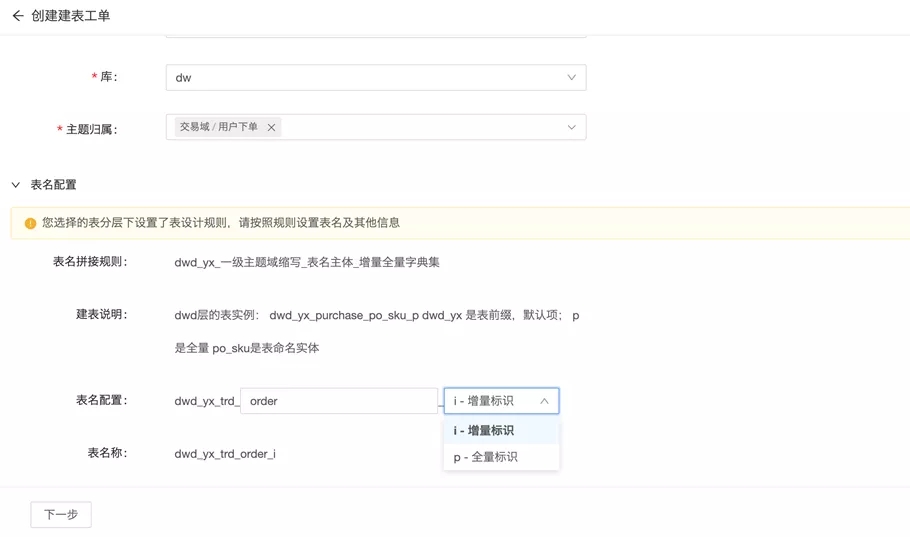 创建建表工单
* 库：
dw
* 主题归属：
交易域 / 用户下单
表名配置
您选择的表分层下设置了表设计规则，请按照规则设置表名及其他信息
表名拼接规则：
dwd_yx_一级主题域缩写_表名主体_增量全量字典集
建表说明：
dwd层的表实例： dwd_yx_purchase_po_sku_p dwd_yx 是表前缀，默认项； p
是全量 po_sku是表命名实体
表名配置：
dwd_yx_trd_ order _ i - 增量标识
i - 增量标识
p - 全量标识
表名称：
dwd_yx_trd_order_i
下一步